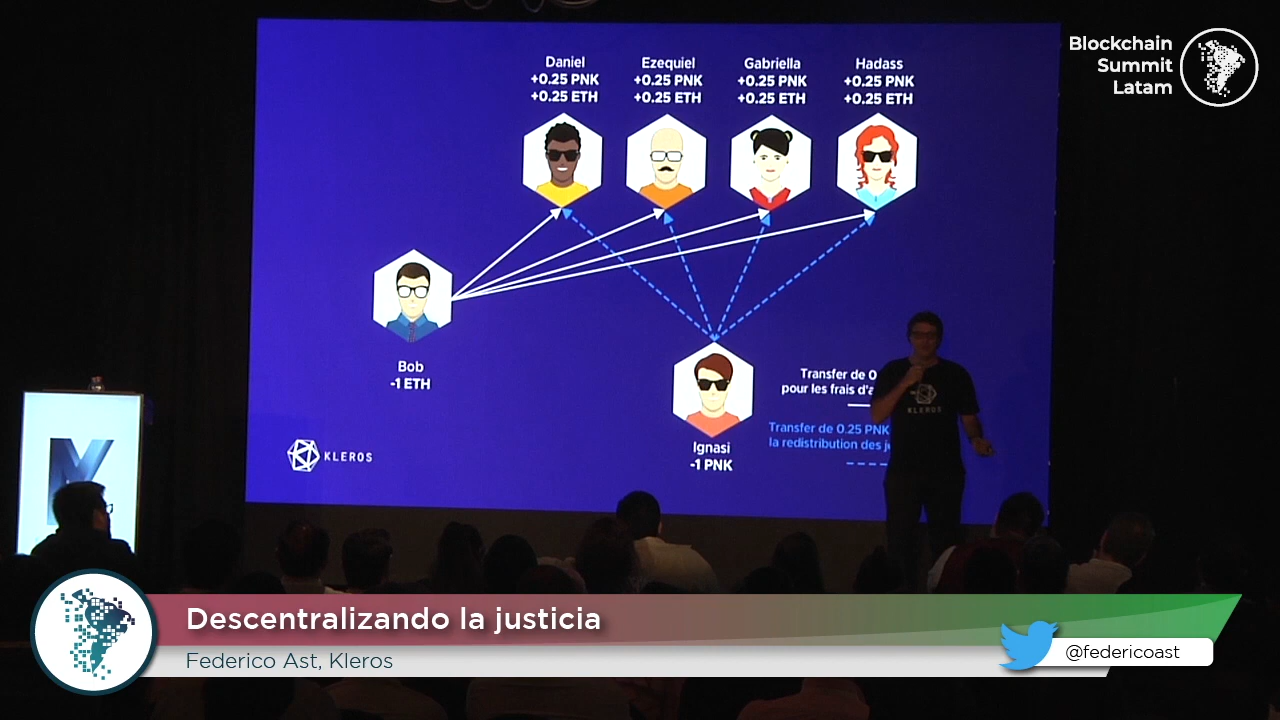 Blockchain
Summit
Latam
Daniel
+0.25 PNK
+0.25 ETH
Ezequiel
+0.25 PNK
+0.25 ETH
Gabriella
+0.25 PNK
+0.25 ETH
Hadass
+0.25 PNK
+0.25 ETH
Bob
-1 ETH
Ignasi
-1 PNK
Transfer de 0
pour les frais d'a
Transfer de 0.25 PNK
la redistribution des j
KLEROS
KLEROS
Descentralizando la justicia
Federico Ast, Kleros
@federicoast